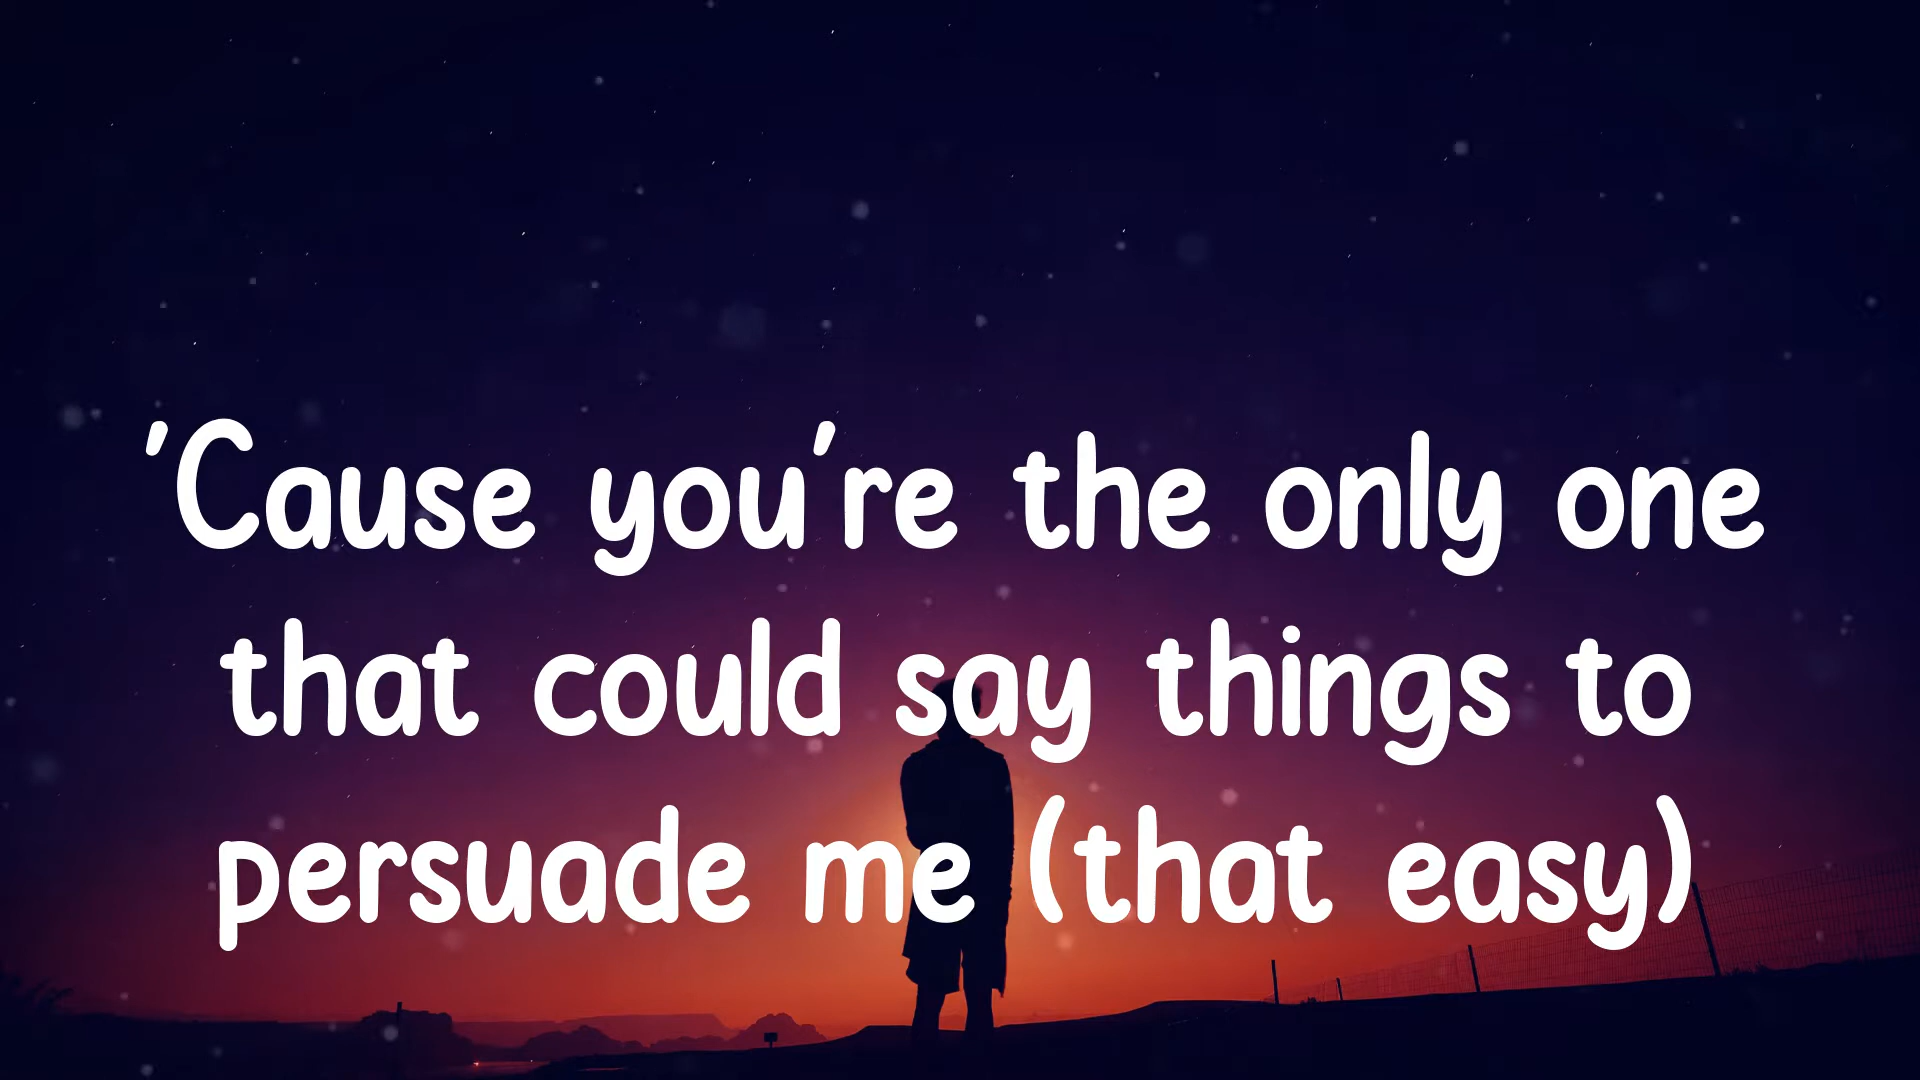 'Cause you're the only one
that could say things to
persuade me (that easy)